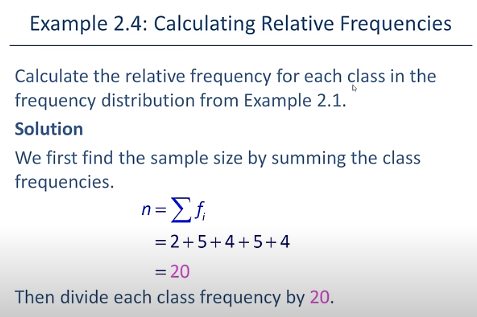 Example 2.4: Calculating Relative Frequencies
Calculate the relative frequency for each class in the
frequency distribution from Example 2.1.
Solution
We first find the sample size by summing the class
frequencies.
n = ∑ fᵢ
= 2 + 5 + 4 + 5 + 4
= 20
Then divide each class frequency by 20.